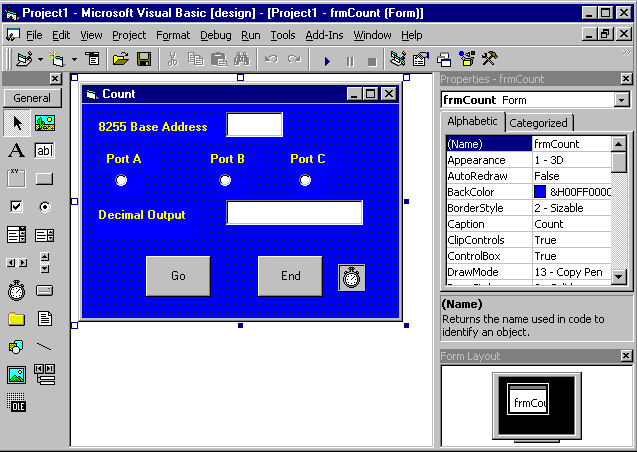 Project1 - Microsoft Visual Basic [design] - [Project1 - frmCount (Form)]
File Edit View Project Format Debug Run Tools Add-Ins Window Help
General
A
ab|
xv
OLE
Count
8255 Base Address
Port A Port B Port C
Decimal Output
Go End
Properties - frmCount
frmCount Form
Alphabetic Categorized
(Name) frmCount
Appearance 1 - 3D
AutoRedraw False
BackColor &H00FF0000
BorderStyle 2 - Sizable
Caption Count
ClipControls True
ControlBox True
DrawMode 13 - Copy Pen
(Name)
Returns the name used in code to
identify an object.
Form Layout
frmCou